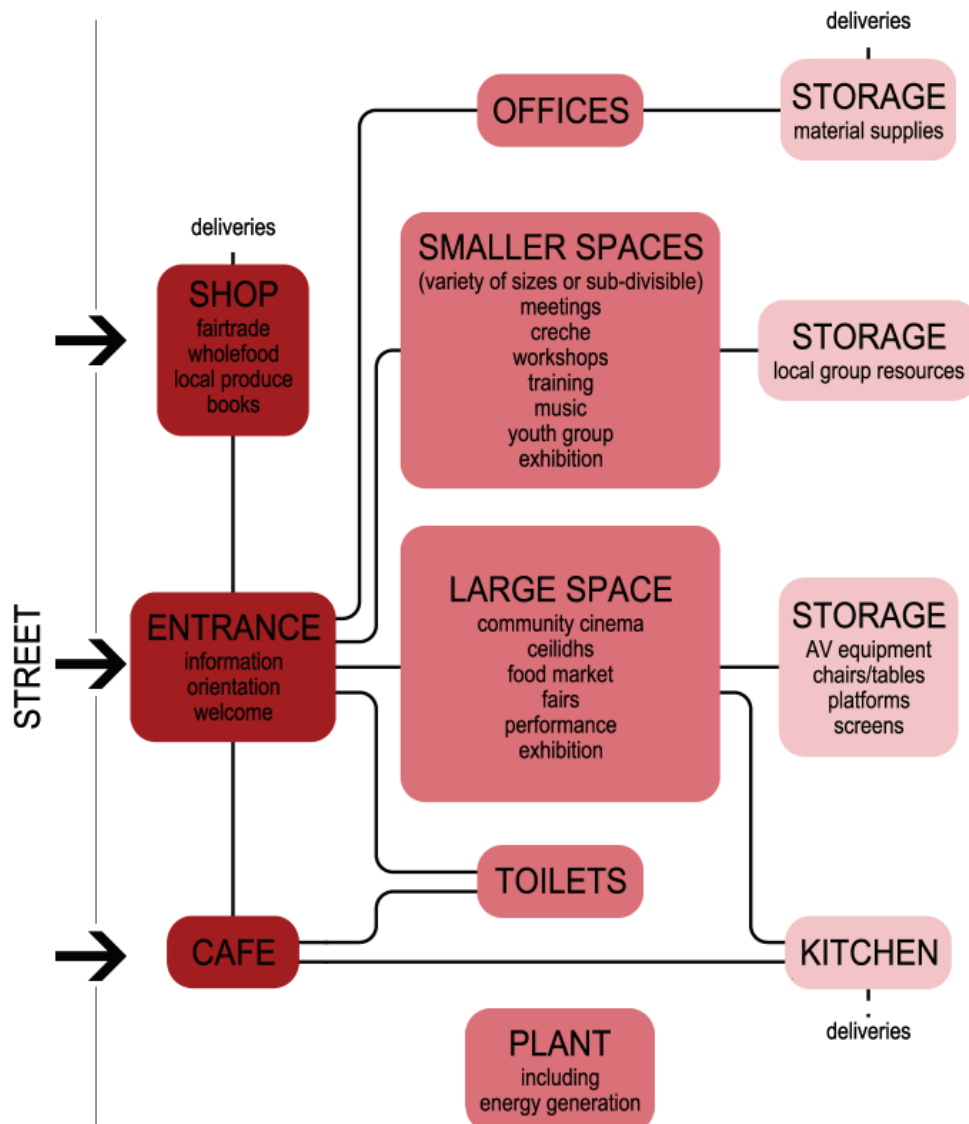 deliveries
OFFICES
STORAGE
material supplies
deliveries
SHOP
fairtrade
wholefood
local produce
books
SMALLER SPACES
(variety of sizes or sub-divisible)
meetings
creche
workshops
training
music
youth group
exhibition
STORAGE
local group resources
STREET
ENTRANCE
information
orientation
welcome
LARGE SPACE
community cinema
ceilidhs
food market
fairs
performance
exhibition
STORAGE
AV equipment
chairs/tables
platforms
screens
TOILETS
CAFE
KITCHEN
deliveries
PLANT
including
energy generation